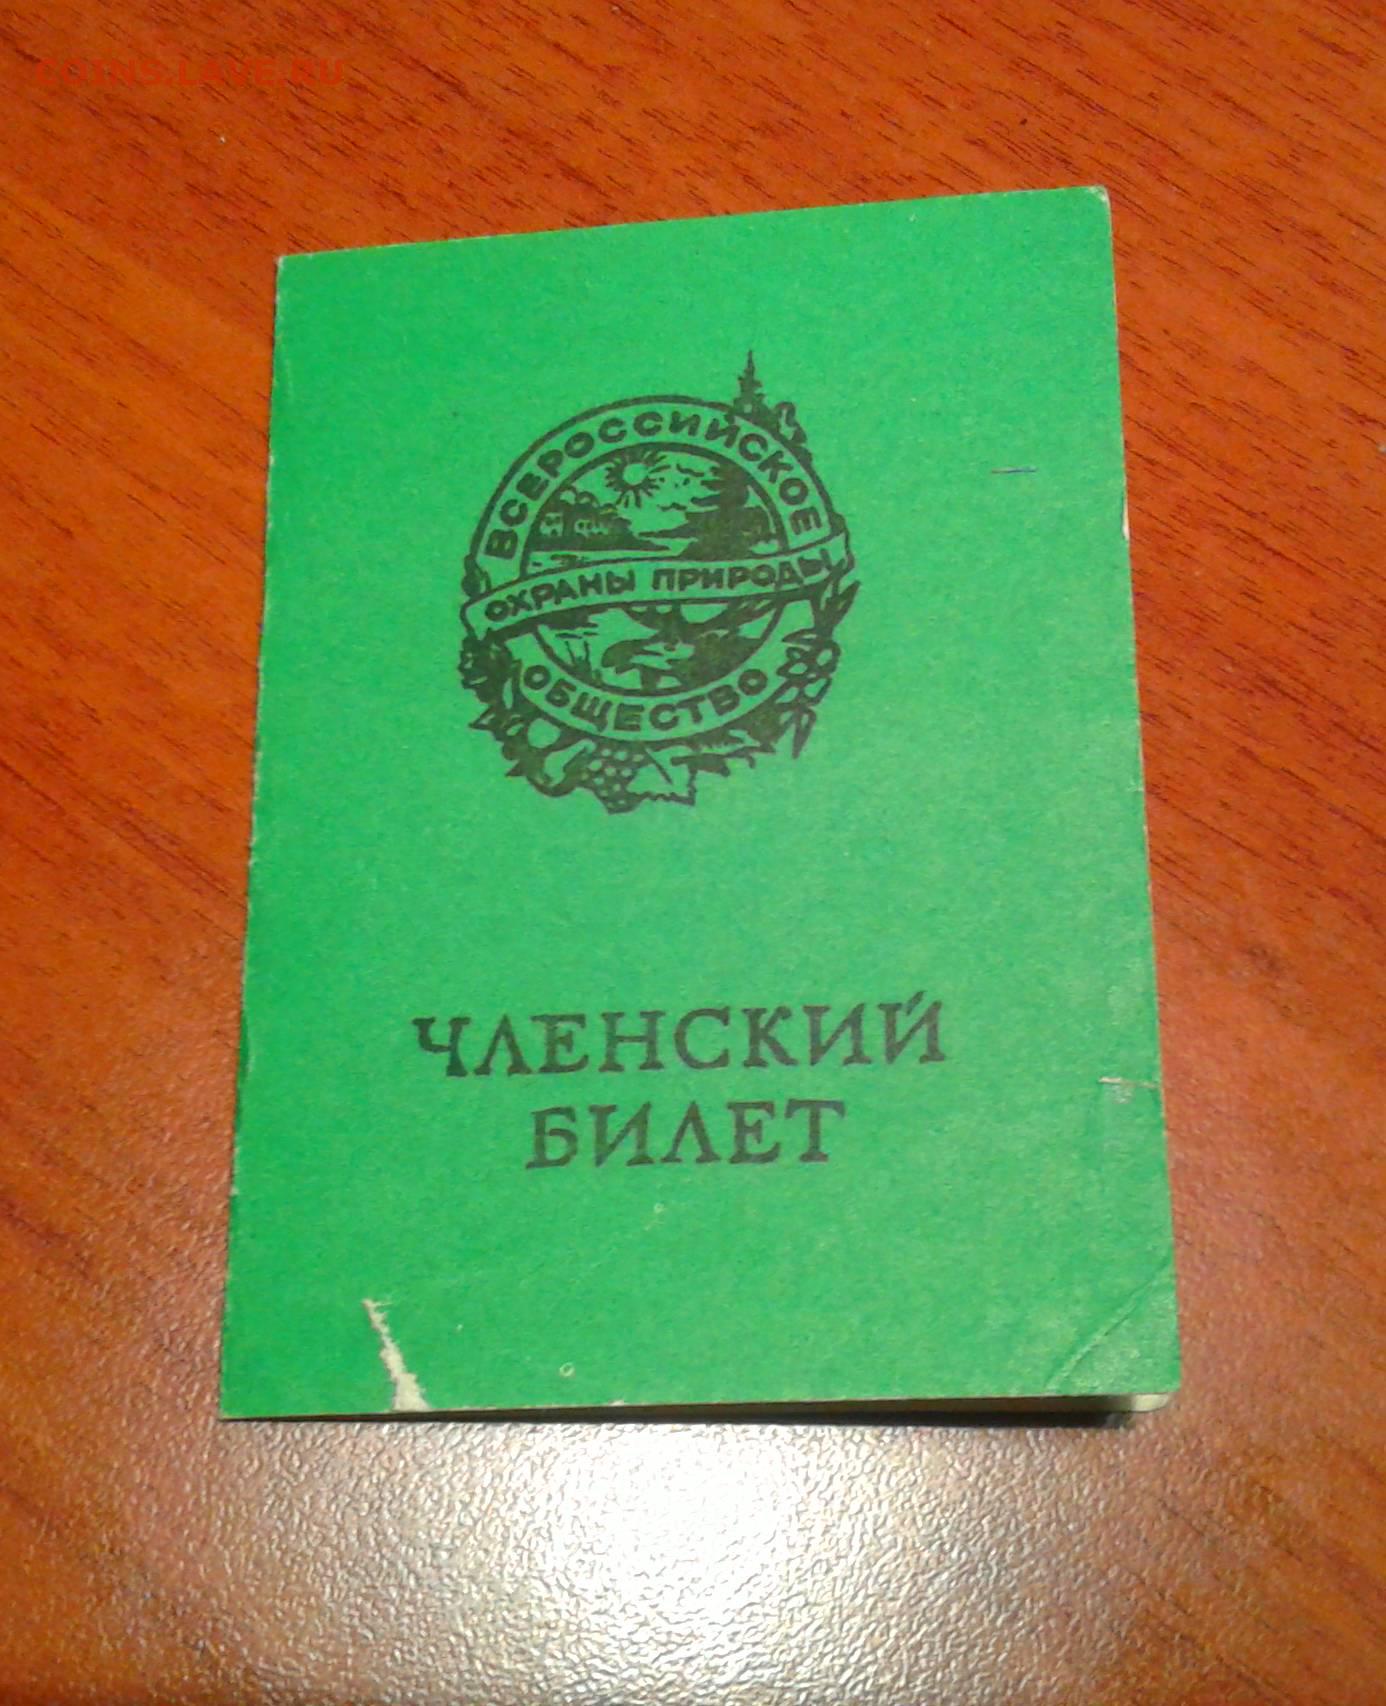 COINS.LAVE.RU
ВСЕРОССИЙСКОЕ
ОХРАНЫ ПРИРОДЫ
ОБЩЕСТВО
ЧЛЕНСКИЙ
БИЛЕТ